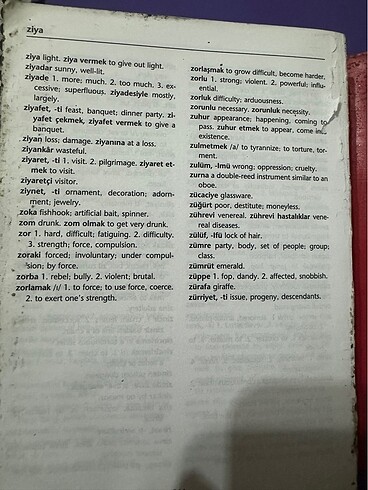 ziya
ziya light. ziya vermek to give out light.
ziyadar sunny, well-lit.
ziyade 1. more; much. 2. too much. 3. ex-
cessive; superfluous. ziyadesiyle mostly,
largely.
ziyafet, -ti feast, banquet; dinner party. zi-
yafet çekmek, ziyafet vermek to give a
banquet.
ziyan loss; damage. ziyanına at a loss.
ziyankâr wasteful.
ziyaret, -ti 1. visit. 2. pilgrimage. ziyaret et-
mek to visit.
ziyaretçi visitor.
ziynet, -ti ornament, decoration; adorn-
ment; jewelry.
zoka fishhook; artificial bait, spinner.
zom drunk. zom olmak to get very drunk.
zor 1. hard, difficult; fatiguing. 2. difficulty.
3. strength; force, compulsion.
zoraki forced; involuntary; under compul-
sion; by force.
zorba 1. rebel; bully. 2. violent; brutal.
zorlamak /ı/ 1. to force; to use force, coerce.
2. to exert one's strength.
zorlaşmak to grow difficult, become harder.
zorlu 1. strong; violent. 2. powerful; influ-
ential.
zorluk difficulty; arduousness.
zorunlu necessary. zorunluk necessity.
zuhur appearance; happening, coming to
pass. zuhur etmek to appear, come into
existence.
zulmetmek /a/ to tyrannize; to torture, tor-
ment.
zulüm, -lmü wrong; oppression; cruelty.
zurna a double-reed instrument similar to an
oboe.
zücaciye glassware.
züğürt poor, destitute; moneyless.
zührevi venereal. zührevi hastalıklar vene-
real diseases.
zülüf, -lfü lock of hair.
zümre party, body, set of people; group;
class.
zümrüt emerald.
züppe 1. fop, dandy. 2. affected, snobbish.
zürafa giraffe.
zürriyet, -ti issue, progeny, descendants.